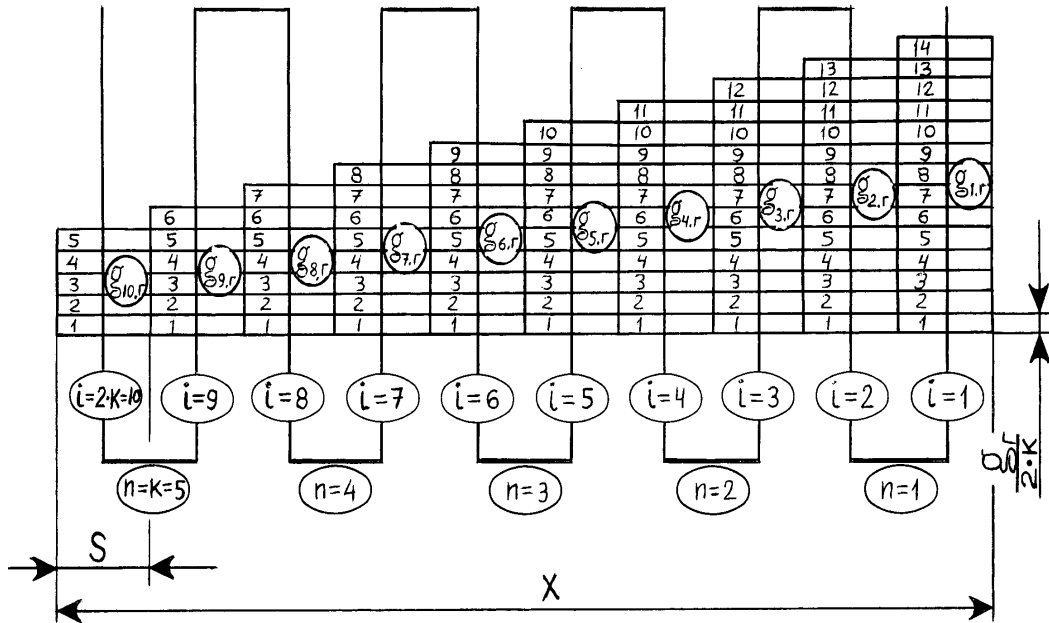 14
13 13
12 12 12
11 11 11 11
10 10 10 10 10
9 9 9 9 9 9
8 8 8 8 8 8 8
7 7 7 7 7 7 7 7
6 6 6 6 6 6 6 6 6
5 5 5 5 5 5 5 5 5 5
4 4 4 4 4 4 4 4 4 4
3 3 3 3 3 3 3 3 3 3
2 2 2 2 2 2 2 2 2 2
1 1 1 1 1 1 1 1 1 1
g10,г g9,г g8,г g7,г g6,г g5,г g4,г g3,г g2,г g1,г
i=2·K=10 i=9 i=8 i=7 i=6 i=5 i=4 i=3 i=2 i=1
n=K=5 n=4 n=3 n=2 n=1
gг
2·K
S
X